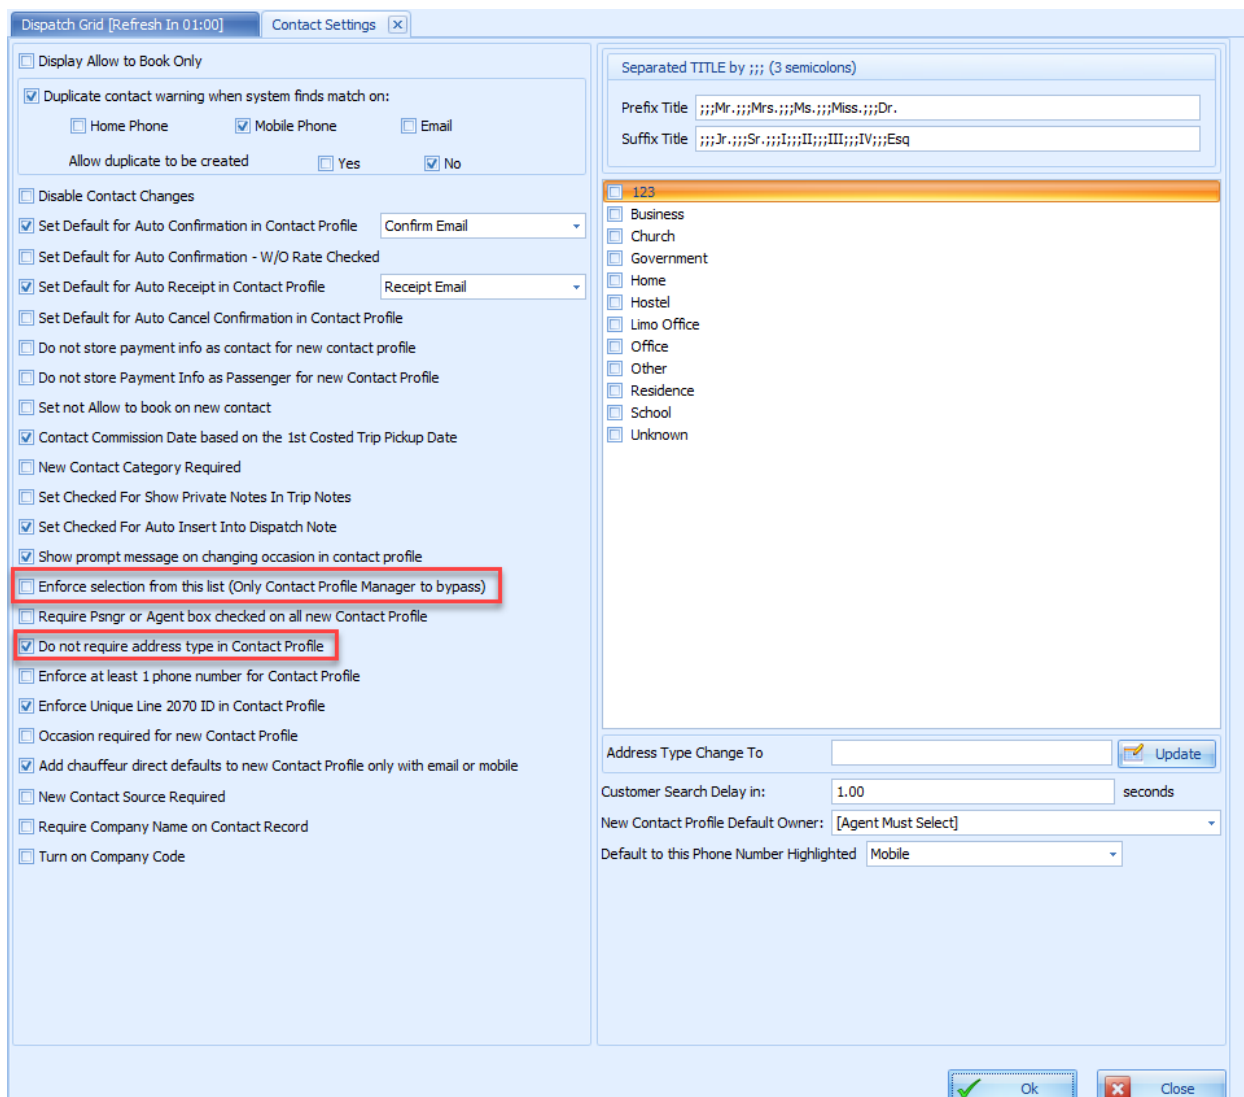 Dispatch Grid [Refresh In 01:00]
Contact Settings
Display Allow to Book Only
Duplicate contact warning when system finds match on:
Home Phone
Mobile Phone
Email
Allow duplicate to be created
Yes
No
Disable Contact Changes
Set Default for Auto Confirmation in Contact Profile
Confirm Email
Set Default for Auto Confirmation - W/O Rate Checked
Set Default for Auto Receipt in Contact Profile
Receipt Email
Set Default for Auto Cancel Confirmation in Contact Profile
Do not store payment info as contact for new contact profile
Do not store Payment Info as Passenger for new Contact Profile
Set not Allow to book on new contact
Contact Commission Date based on the 1st Costed Trip Pickup Date
New Contact Category Required
Set Checked For Show Private Notes In Trip Notes
Set Checked For Auto Insert Into Dispatch Note
Show prompt message on changing occasion in contact profile
Enforce selection from this list (Only Contact Profile Manager to bypass)
Require Psngr or Agent box checked on all new Contact Profile
Do not require address type in Contact Profile
Enforce at least 1 phone number for Contact Profile
Enforce Unique Line 2070 ID in Contact Profile
Occasion required for new Contact Profile
Add chauffeur direct defaults to new Contact Profile only with email or mobile
New Contact Source Required
Require Company Name on Contact Record
Turn on Company Code
Separated TITLE by ;;; (3 semicolons)
Prefix Title
;;;Mr.;;;Mrs.;;;Ms.;;;Miss.;;;Dr.
Suffix Title
;;;Jr.;;;Sr.;;;I;;;II;;;III;;;IV;;;Esq
123
Business
Church
Government
Home
Hostel
Limo Office
Office
Other
Residence
School
Unknown
Address Type Change To
Update
Customer Search Delay in:
1.00
seconds
New Contact Profile Default Owner:
[Agent Must Select]
Default to this Phone Number Highlighted
Mobile
Ok
Close